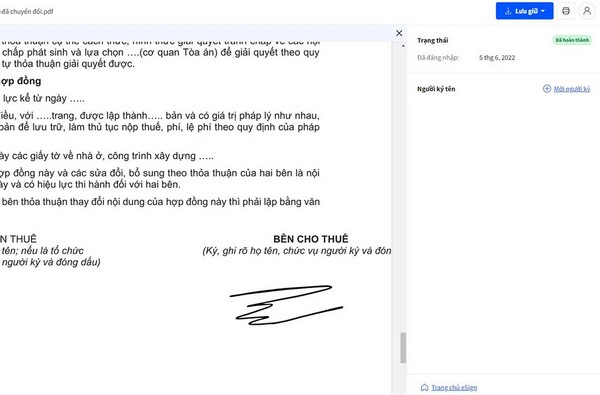 -đã chuyển đổi.pdf
Lưu giữ
thỏa thuận cụ thể cách thức, hình thức giải quyết tranh chấp về các nội
chấp phát sinh và lựa chọn ….(cơ quan Tòa án) để giải quyết theo quy
tự thỏa thuận giải quyết được.
ợp đồng
lực kể từ ngày …..
iều, với …..trang, được lập thành….. bản và có giá trị pháp lý như nhau,
bản để lưu trữ, làm thủ tục nộp thuế, phí, lệ phí theo quy định của pháp
ày các giấy tờ về nhà ở, công trình xây dựng …..
ợp đồng này và các sửa đổi, bổ sung theo thỏa thuận của hai bên là nội
ày và có hiệu lực thi hành đối với hai bên.
bên thỏa thuận thay đổi nội dung của hợp đồng này thì phải lập bằng văn
N THUÊ
tên; nếu là tổ chức
người ký và đóng dấu)
BÊN CHO THUÊ
(Ký, ghi rõ họ tên, chức vụ người ký và đón
Trạng thái
Đã hoàn thành
Đã đăng nhập:
5 thg 6, 2022
Người ký tên
Mời người ký
Trang chủ eSign